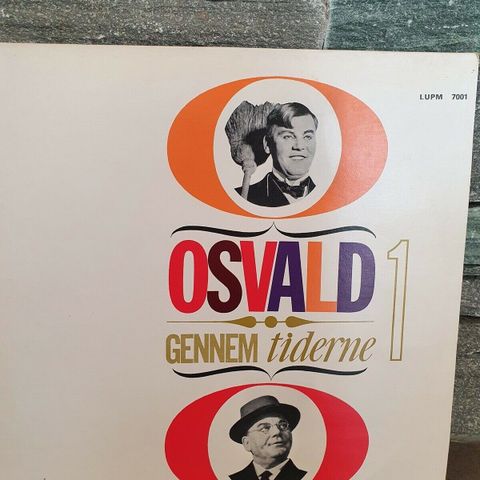 LUPM 7001
OSVALD
GENNEM tiderne 1